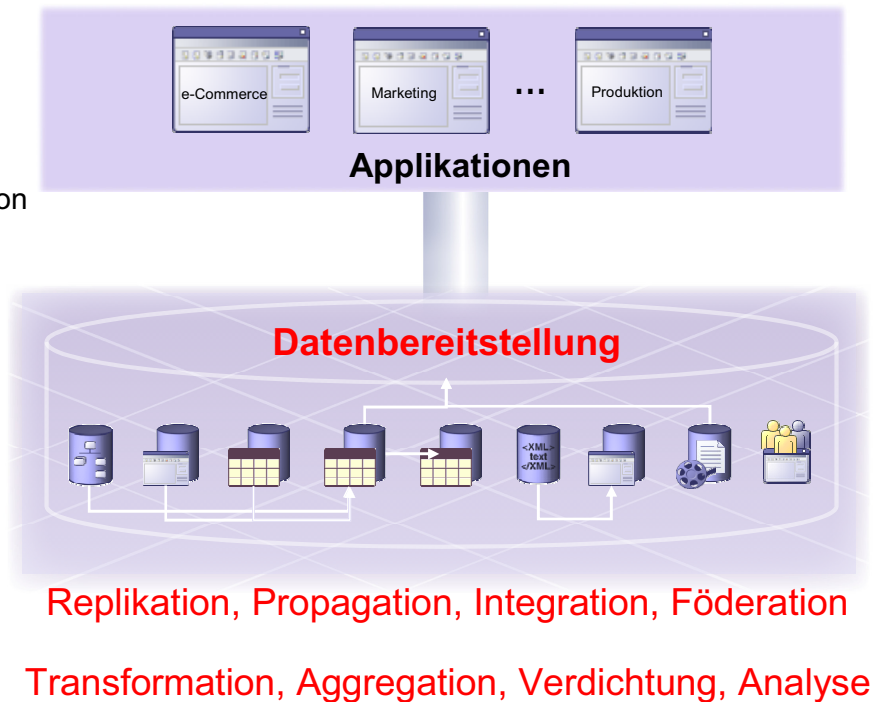 e-Commerce
Marketing
...
Produktion
Applikationen
on
Datenbereitstellung
<XML>
text
</XML>
Replikation, Propagation, Integration, Föderation
Transformation, Aggregation, Verdichtung, Analyse